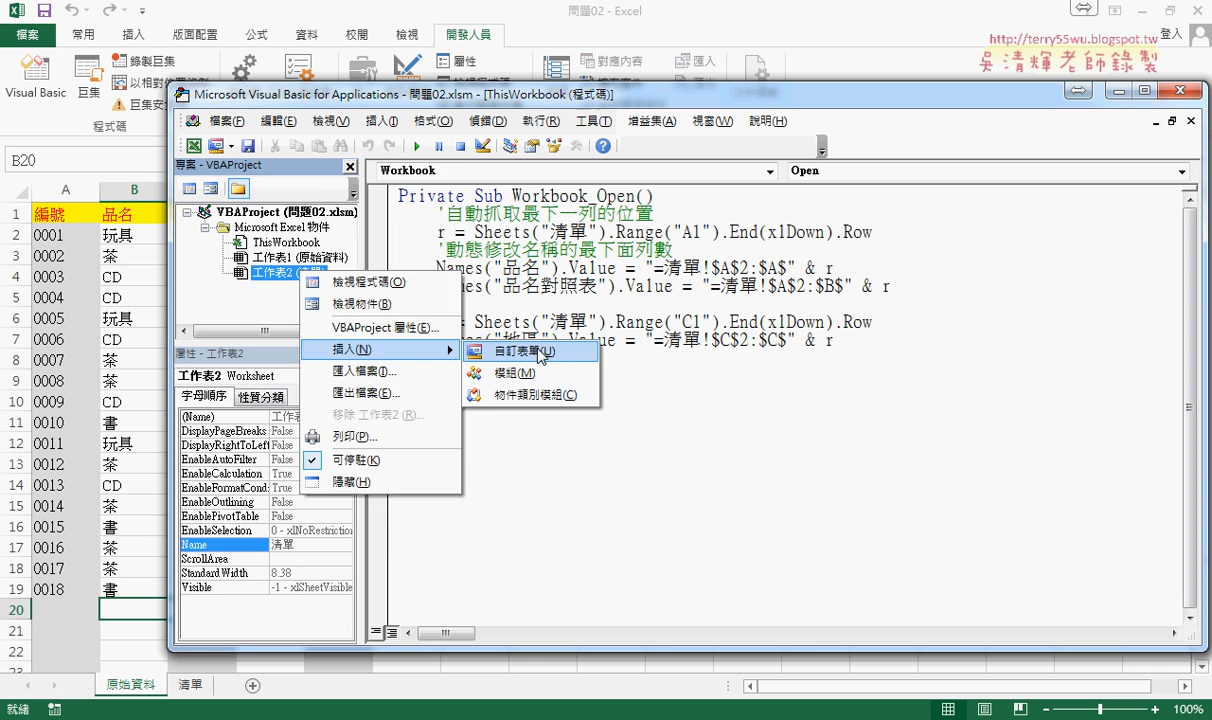 問題02 - Excel
http://terry55wu.blogspot.tw
登入
吳清輝老師錄製
檔案
常用
插入
版面配置
公式
資料
校閱
檢視
開發人員
Visual Basic
巨集
錄製巨集
巨集安
程式碼
屬性
對應內容
匯入
Microsoft Visual Basic for Applications - 問題02.xlsm - [ThisWorkbook (程式碼)]
檔案(F) 編輯(E) 檢視(V) 插入(I) 格式(O) 偵錯(D) 執行(R) 工具(T) 增益集(A) 視窗(W) 說明(H)
B20
專案 - VBAProject
VBAProject (問題02.xlsm)
Microsoft Excel 物件
ThisWorkbook
工作表1 (原始資料)
工作表2 (清單)
Workbook
Open
Private Sub Workbook_Open()
'自動抓取最下一列的位置
r = Sheets("清單").Range("A1").End(xlDown).Row
'動態修改名稱的最下面列數
Names("品名").Value = "=清單!$A$2:$A$" & r
mes("品名對照表").Value = "=清單!$A$2:$B$" & r
= Sheets("清單").Range("C1").End(xlDown).Row
mes("地區").Value = "=清單!$C$2:$C$" & r
檢視程式碼(O)
檢視物件(B)
VBAProject 屬性(E)...
插入(N)
匯入檔案(I)...
匯出檔案(E)...
移除 工作表2 (R)...
列印(P)...
可停駐(K)
隱藏(H)
自訂表單(U)
模組(M)
物件類別模組(C)
屬性 - 工作表2
工作表2 Worksheet
字母順序 性質分類
(Name) 工作表
DisplayPageBreaks False
DisplayRightToLeft False
EnableAutoFilter False
EnableCalculation True
EnableFormatCond: True
EnableOutlining False
EnablePivotTable False
EnableSelection 0 - xlNoRestriction
Name 清單
ScrollArea
StandardWidth 8.38
Visible -1 - xlSheetVisible
A B
1 編號 品名
2 0001 玩具
3 0002 茶
4 0003 CD
5 0004 CD
6 0005 玩具
7 0006 CD
8 0007 茶
9 0008 茶
10 0009 CD
11 0010 書
12 0011 玩具
13 0012 茶
14 0013 CD
15 0014 茶
16 0015 書
17 0016 茶
18 0017 茶
19 0018 書
20
21
22
23
原始資料 清單
就緒
100%